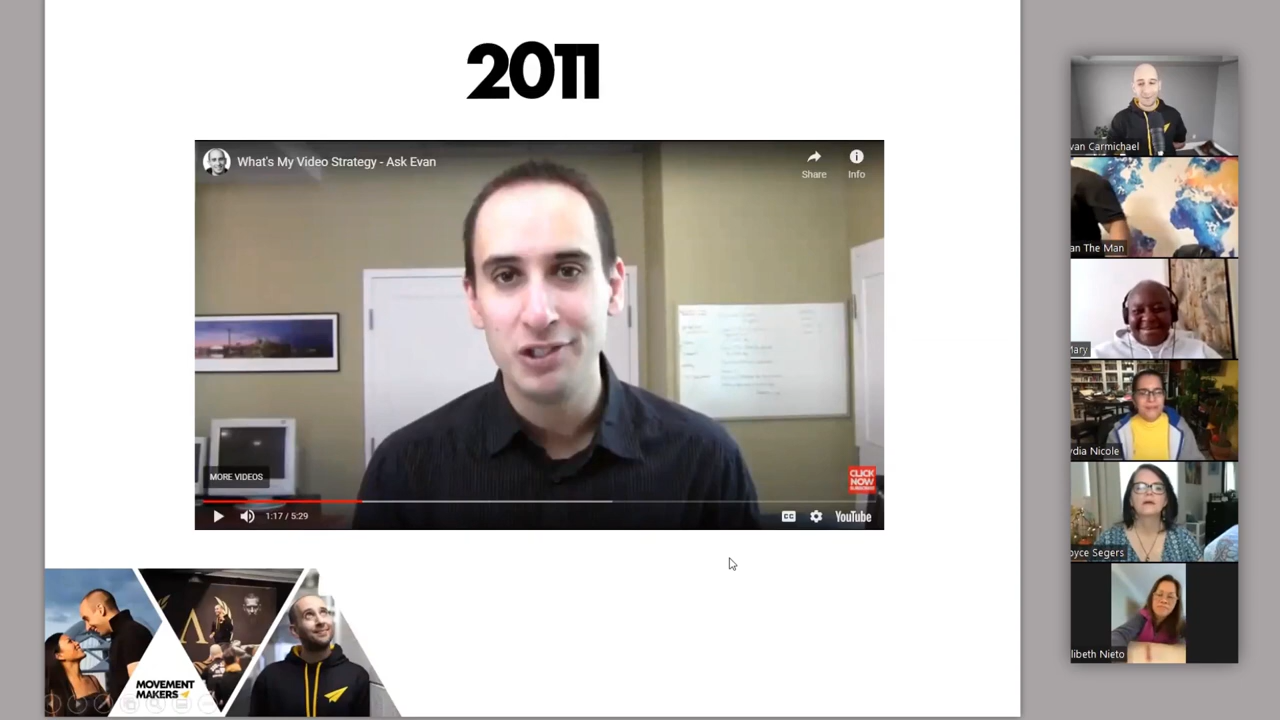 2011
What's My Video Strategy - Ask Evan
Share
Info
MORE VIDEOS
CLICK
NOW
1:17 / 5:29
CC
YouTube
MOVEMENT
MAKERS
van Carmichael
an The Man
Mary
ydia Nicole
oyce Segers
libeth Nieto